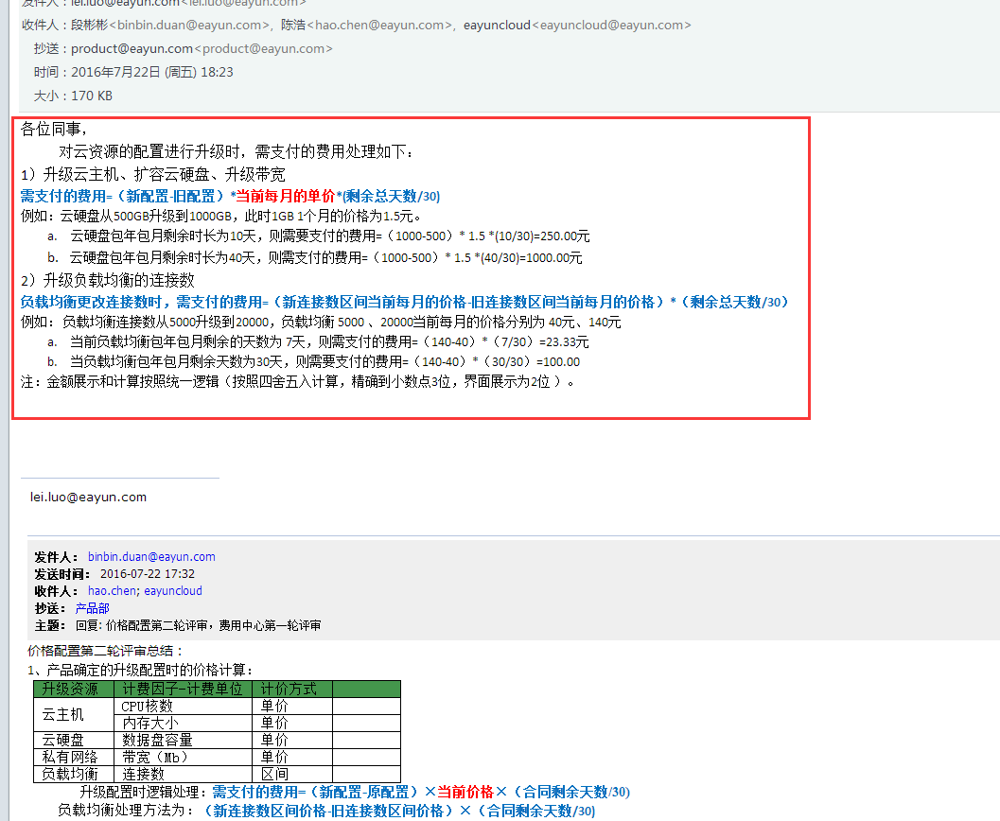 发件人：lei.luo@eayun.com<lei.luo@eayun.com>
收件人：段彬彬<binbin.duan@eayun.com>，陈浩<hao.chen@eayun.com>，eayuncloud<eayuncloud@eayun.com>
抄送：product@eayun.com<product@eayun.com>
时间：2016年7月22日 (周五) 18:23
大小：170 KB
各位同事，
对云资源的配置进行升级时，需支付的费用处理如下：
1）升级云主机、扩容云硬盘、升级带宽
需支付的费用=（新配置-旧配置）*当前每月的单价*(剩余总天数/30)
例如：云硬盘从500GB升级到1000GB，此时1GB 1个月的价格为1.5元。
a. 云硬盘包年包月剩余时长为10天，则需要支付的费用=（1000-500）* 1.5 *(10/30)=250.00元
b. 云硬盘包年包月剩余时长为40天，则需支付的费用=（1000-500）* 1.5 *(40/30)=1000.00元
2）升级负载均衡的连接数
负载均衡更改连接数时，需支付的费用=（新连接数区间当前每月的价格-旧连接数区间当前每月的价格）*（剩余总天数/30）
例如：负载均衡连接数从5000升级到20000，负载均衡 5000 、20000当前每月的价格分别为 40元、140元
a. 当前负载均衡包年包月剩余的天数为 7天，则需支付的费用=（140-40）*（7/30）=23.33元
b. 当负载均衡包年包月剩余天数为30天，则需要支付的费用=（140-40）*（30/30）=100.00
注：金额展示和计算按照统一逻辑（按照四舍五入计算，精确到小数点3位，界面展示为2位 ）。
lei.luo@eayun.com
发件人： binbin.duan@eayun.com
发送时间： 2016-07-22 17:32
收件人： hao.chen; eayuncloud
抄送： 产品部
主题： 回复: 价格配置第二轮评审，费用中心第一轮评审
价格配置第二轮评审总结：
1、产品确定的升级配置时的价格计算：
升级资源 计费因子-计费单位 计价方式
云主机 CPU核数 单价
内存大小 单价
云硬盘 数据盘容量 单价
私有网络 带宽（Mb） 单价
负载均衡 连接数 区间
升级配置时逻辑处理：需支付的费用=（新配置-原配置）×当前价格×（合同剩余天数/30)
负载均衡处理方法为：（新连接数区间价格-旧连接数区间价格）×（合同剩余天数/30)